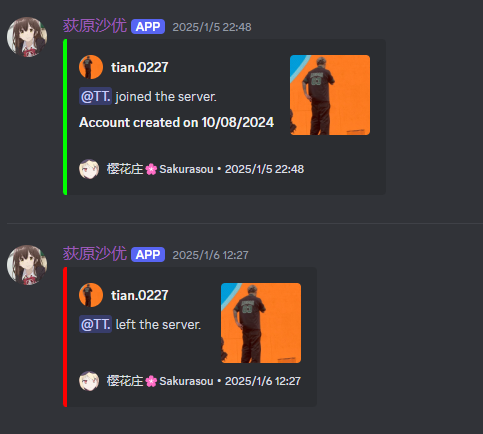 荻原沙优 APP 2025/1/5 22:48
tian.0227
@TT. joined the server.
Account created on 10/08/2024
樱花庄🌸Sakurasou • 2025/1/5 22:48
荻原沙优 APP 2025/1/6 12:27
tian.0227
@TT. left the server.
樱花庄🌸Sakurasou • 2025/1/6 12:27